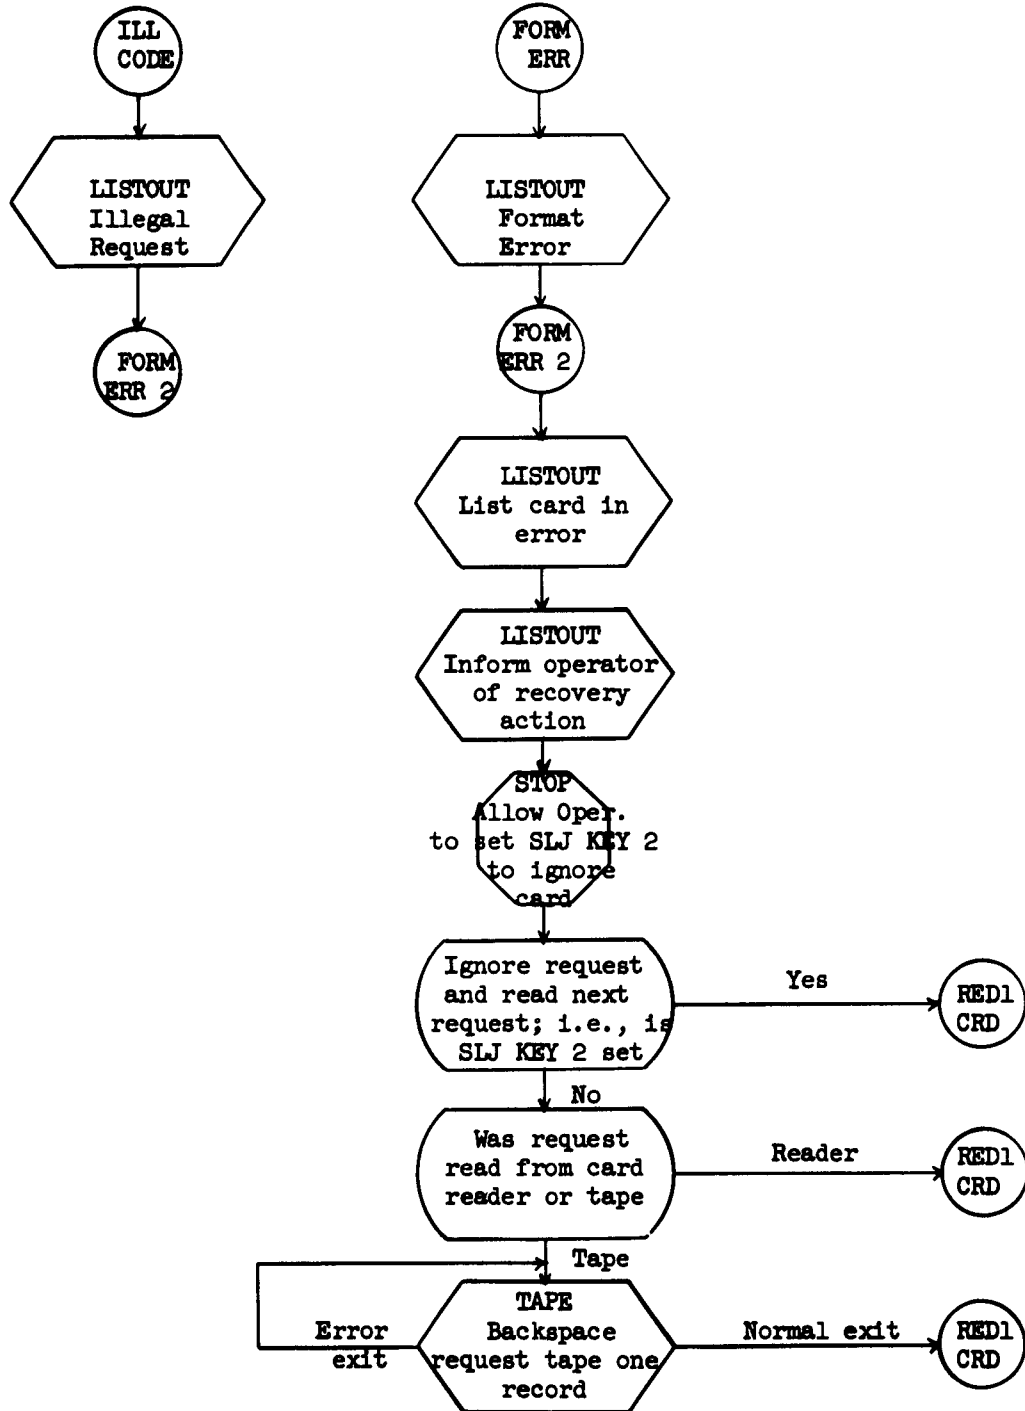 ILL
CODE
LISTOUT
Illegal
Request
FORM
ERR 2
FORM
ERR
LISTOUT
Format
Error
FORM
ERR 2
LISTOUT
List card in
error
LISTOUT
Inform operator
of recovery
action
STOP
Allow Oper.
to set SLJ KEY 2
to ignore
card
Ignore request
and read next
request; i.e., is
SLJ KEY 2 set
Yes
RED1
CRD
No
Was request
read from card
reader or tape
Reader
RED1
CRD
Tape
TAPE
Backspace
request tape one
record
Error
exit
Normal exit
RED1
CRD